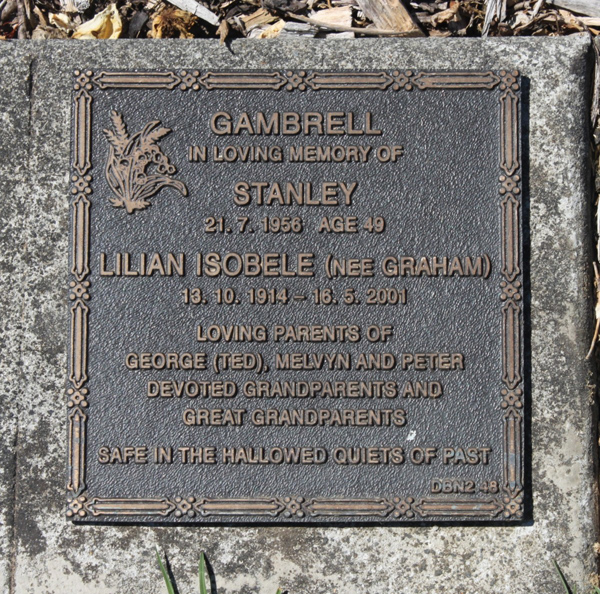 GAMBRELL
IN LOVING MEMORY OF
STANLEY
21. 7. 1956 AGE 49
LILIAN ISOBELE (NEE GRAHAM)
13. 10. 1914 – 16. 5. 2001
LOVING PARENTS OF
GEORGE (TED), MELVYN AND PETER
DEVOTED GRANDPARENTS AND
GREAT GRANDPARENTS
SAFE IN THE HALLOWED QUIETS OF PAST
DBN2 48